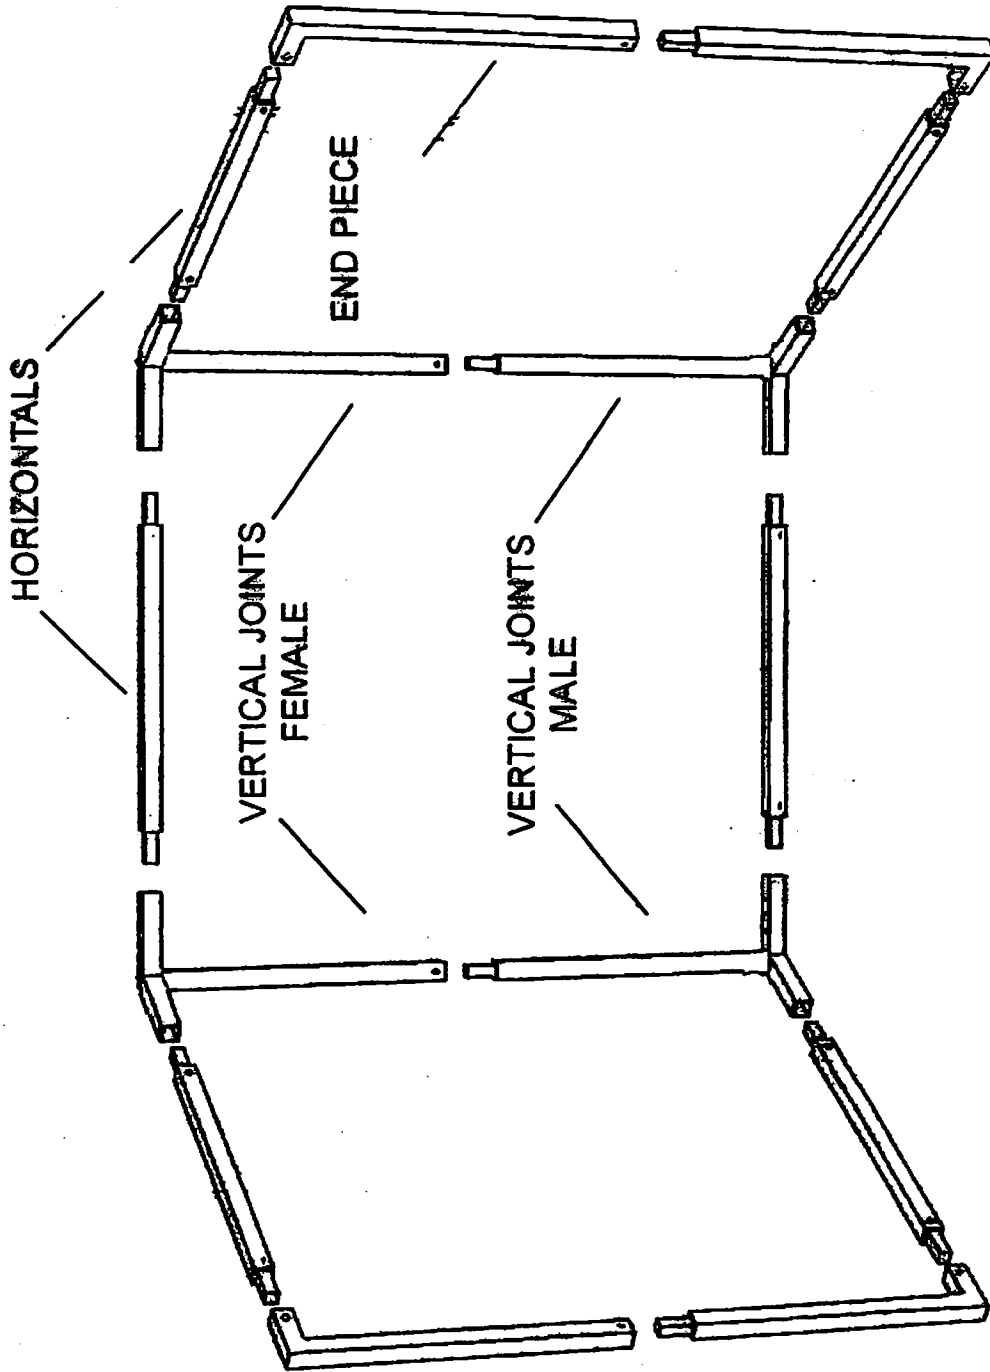 HORIZONTALS
END PIECE
VERTICAL JOINTS
FEMALE
VERTICAL JOINTS
MALE